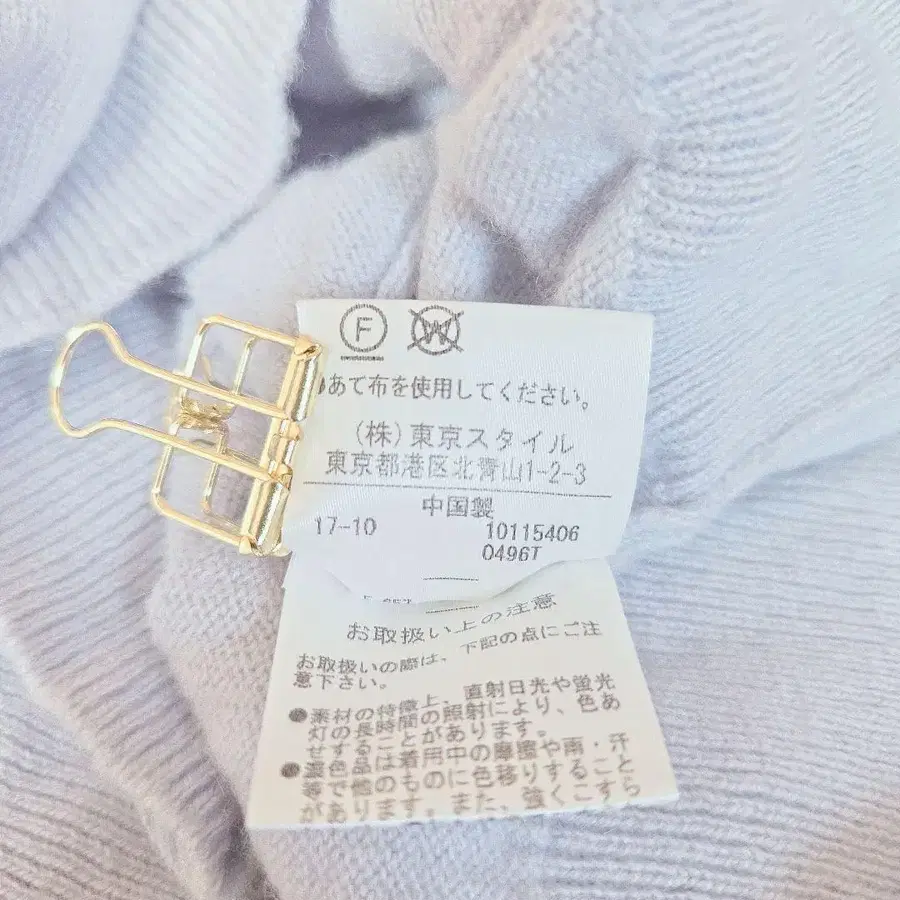 F W
あて布を使用してください。
(株)東京スタイル
東京都港区北青山1-2-3
中国製
17-10 10115406
0496T
お取扱い上の注意
お取扱いの際は、下記の点にご注
意下さい。
●素材の特徴上、直射日光や蛍光
灯の長時間の照射により、色あ
せすることがあります。
●濃色品は着用中の摩擦や雨・汗
等で他のものに色移りすること
があります。また、強くこすら